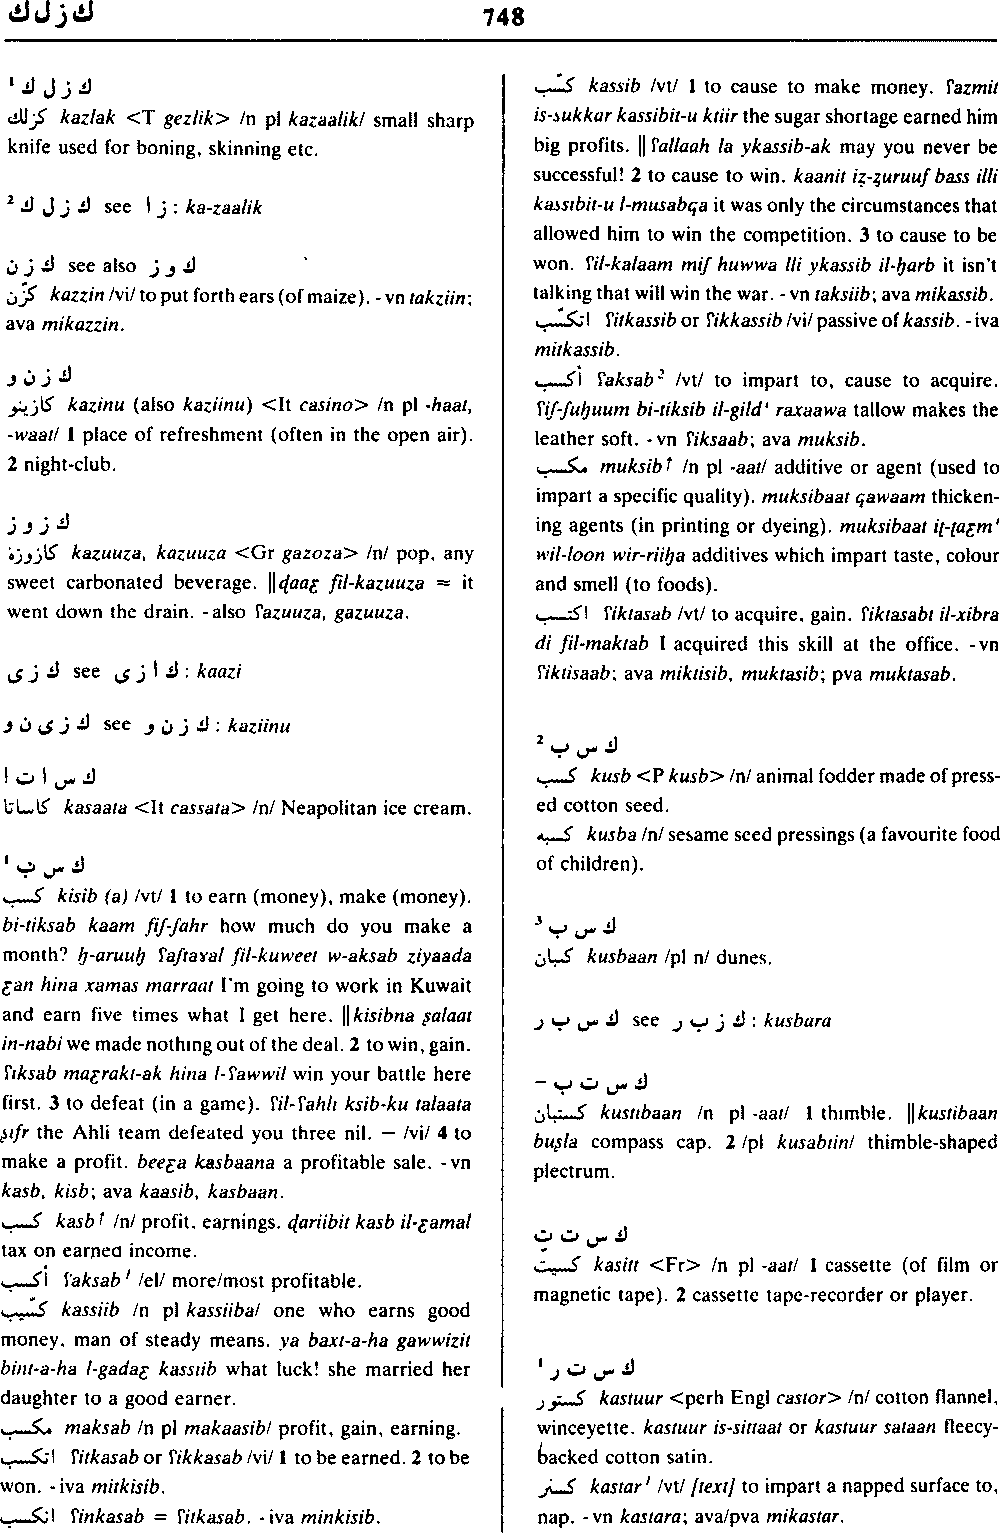 ك ز ل ك
748
ك ز ل ك ¹
كزلك kazlak <T gezlik> /n pl kazaalik/ small sharp
knife used for boning, skinning etc.
ك ز ل ك ² see ز ا : ka-zaalik
ك ز ن see also ك و ز
كزّن kazzin /vi/ to put forth ears (of maize). - vn takziin;
ava mikazzin.
ك ز ن و
كازينو kazinu (also kaziinu) <It casino> /n pl -haat,
-waat/ 1 place of refreshment (often in the open air).
2 night-club.
ك ز و ز
كازوزة kazuuza, kazuuza <Gr gazoza> /n/ pop, any
sweet carbonated beverage. ‖ ḍaaƹ fil-kazuuza ≈ it
went down the drain. - also ʕazuuza, gazuuza.
ك ز ى see ك ا ز ى : kaazi
ك ز ى ن و see ك ز ن و : kaziinu
ك س ا ت ا
كاساتا kasaata <It cassata> /n/ Neapolitan ice cream.
ك س ب ¹
كسب kisib (a) /vt/ 1 to earn (money), make (money).
bi-tiksab kaam fiʃ-ʃahr how much do you make a
month? ḥ-aruuḥ ʕaʃtaɣal fil-kuweet w-aksab ziyaada
ƹan hina xamas marraat I'm going to work in Kuwait
and earn five times what I get here. ‖ kisibna ṣalaat
in-nabi we made nothing out of the deal. 2 to win, gain.
ʕiksab maƹrakt-ak hina l-ʕawwil win your battle here
first. 3 to defeat (in a game). ʕil-ʕahli ksib-ku talaata
ṣifr the Ahli team defeated you three nil. — /vi/ 4 to
make a profit. beeƹa kasbaana a profitable sale. - vn
kasb, kisb; ava kaasib, kasbaan.
كسب kasb↑ /n/ profit, earnings. ḍariibit kasb il-ƹamal
tax on earned income.
أكسب ʕaksab¹ /el/ more/most profitable.
كسّيب kassiib /n pl kassiiba/ one who earns good
money, man of steady means. ya baxt-a-ha gawwizit
bint-a-ha l-gadaƹ kassiib what luck! she married her
daughter to a good earner.
مكسب maksab /n pl makaasib/ profit, gain, earning.
اتكسب ʕitkasab or ʕikkasab /vi/ 1 to be earned. 2 to be
won. - iva mitkisib.
انكسب ʕinkasab = ʕitkasab. - iva minkisib.
كسّب kassib /vt/ 1 to cause to make money. ʕazmit
is-sukkar kassibit-u ktiir the sugar shortage earned him
big profits. ‖ ʕallaah la ykassib-ak may you never be
successful! 2 to cause to win. kaanit iẓ-ẓuruuf bass illi
kassibit-u l-musabqa it was only the circumstances that
allowed him to win the competition. 3 to cause to be
won. ʕil-kalaam miʃ huwwa lli ykassib il-ḥarb it isn't
talking that will win the war. - vn taksiib; ava mikassib.
اتكسّب ʕitkassib or ʕikkassib /vi/ passive of kassib. - iva
mitkassib.
أكسب ʕaksab² /vt/ to impart to, cause to acquire.
ʕiʃ-ʃuḥuum bi-tiksib il-gildⁱ raxaawa tallow makes the
leather soft. - vn ʕiksaab; ava muksib.
مكسب muksib↑ /n pl -aat/ additive or agent (used to
impart a specific quality). muksibaat qawaam thicken-
ing agents (in printing or dyeing). muksibaat iṭ-ṭaƹmⁱ
wil-loon wir-riiḥa additives which impart taste, colour
and smell (to foods).
اكتسب ʕiktasab /vt/ to acquire, gain. ʕiktasabt il-xibra
di fil-maktab I acquired this skill at the office. - vn
ʕiktisaab; ava miktisib, muktasib; pva muktasab.
ك س ب ²
كسب kusb <P kusb> /n/ animal fodder made of press-
ed cotton seed.
كسبه kusba /n/ sesame seed pressings (a favourite food
of children).
ك س ب ³
كسبان kusbaan /pl n/ dunes.
ك س ب ر see ك ز ب ر : kusbara
ك س ت ب –
كستبان kustibaan /n pl -aat/ 1 thimble. ‖ kustibaan
buṣla compass cap. 2 /pl kusabtin/ thimble-shaped
plectrum.
ك س ت ت
كسيت kasitt <Fr> /n pl -aat/ 1 cassette (of film or
magnetic tape). 2 cassette tape-recorder or player.
ك س ت ر ¹
كستور kastuur <perh Engl castor> /n/ cotton flannel,
winceyette. kastuur is-sittaat or kastuur sataan fleecy-
backed cotton satin.
كستر kastar¹ /vt/ [text] to impart a napped surface to,
nap. - vn kastara; ava/pva mikastar.